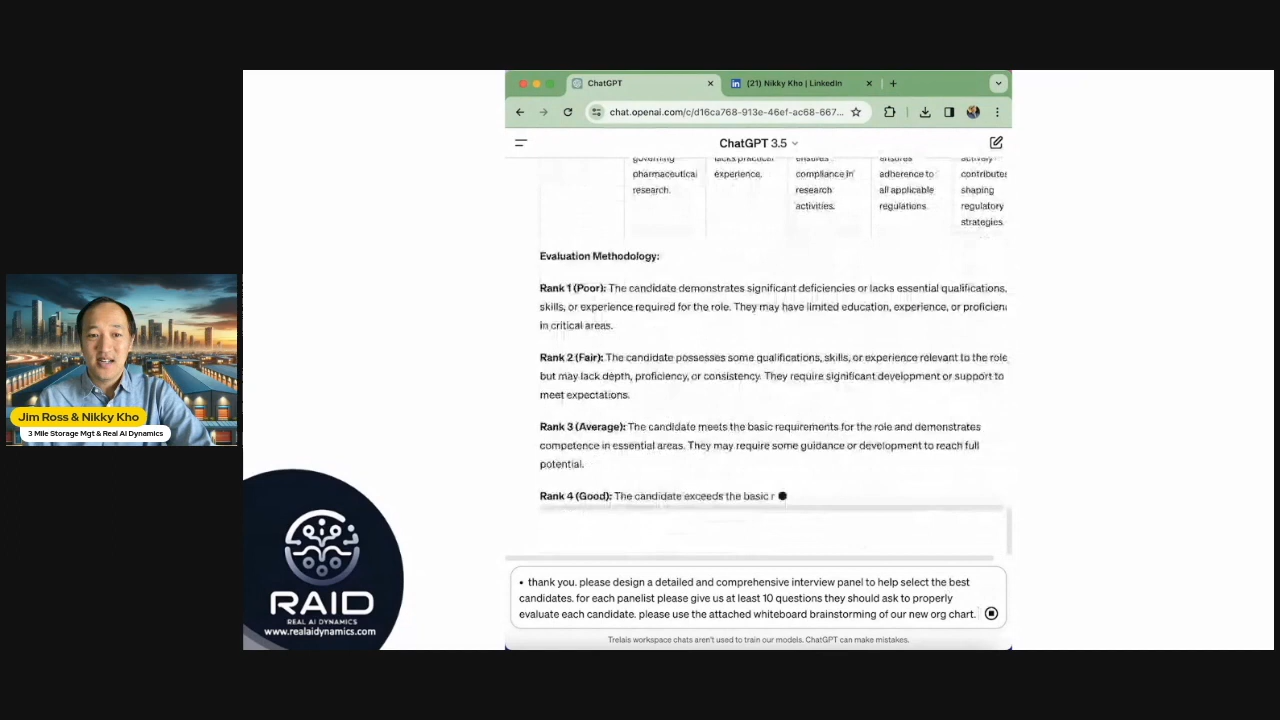 ChatGPT
(21) Nikky Kho | LinkedIn
chat.openai.com/c/d16ca768-913e-46ef-ac68-667...
ChatGPT 3.5
governing
pharmaceutical
research.
lacks practical
experience.
ensures
compliance in
research
activities.
ensures
adherence to
all applicable
regulations.
actively
contributes
shaping
regulatory
strategies.
Evaluation Methodology:
Rank 1 (Poor): The candidate demonstrates significant deficiencies or lacks essential qualifications,
skills, or experience required for the role. They may have limited education, experience, or proficien
in critical areas.
Rank 2 (Fair): The candidate possesses some qualifications, skills, or experience relevant to the role
but may lack depth, proficiency, or consistency. They require significant development or support to
meet expectations.
Rank 3 (Average): The candidate meets the basic requirements for the role and demonstrates
competence in essential areas. They may require some guidance or development to reach full
potential.
Rank 4 (Good): The candidate exceeds the basic r
• thank you. please design a detailed and comprehensive interview panel to help select the best
candidates. for each panelist please give us at least 10 questions they should ask to properly
evaluate each candidate. please use the attached whiteboard brainstorming of our new org chart.
Trelais workspace chats aren't used to train our models. ChatGPT can make mistakes.
Jim Ross & Nikky Kho
3 Mile Storage Mgt & Real AI Dynamics
RAID
REAL AI DYNAMICS
www.realaidynamics.com